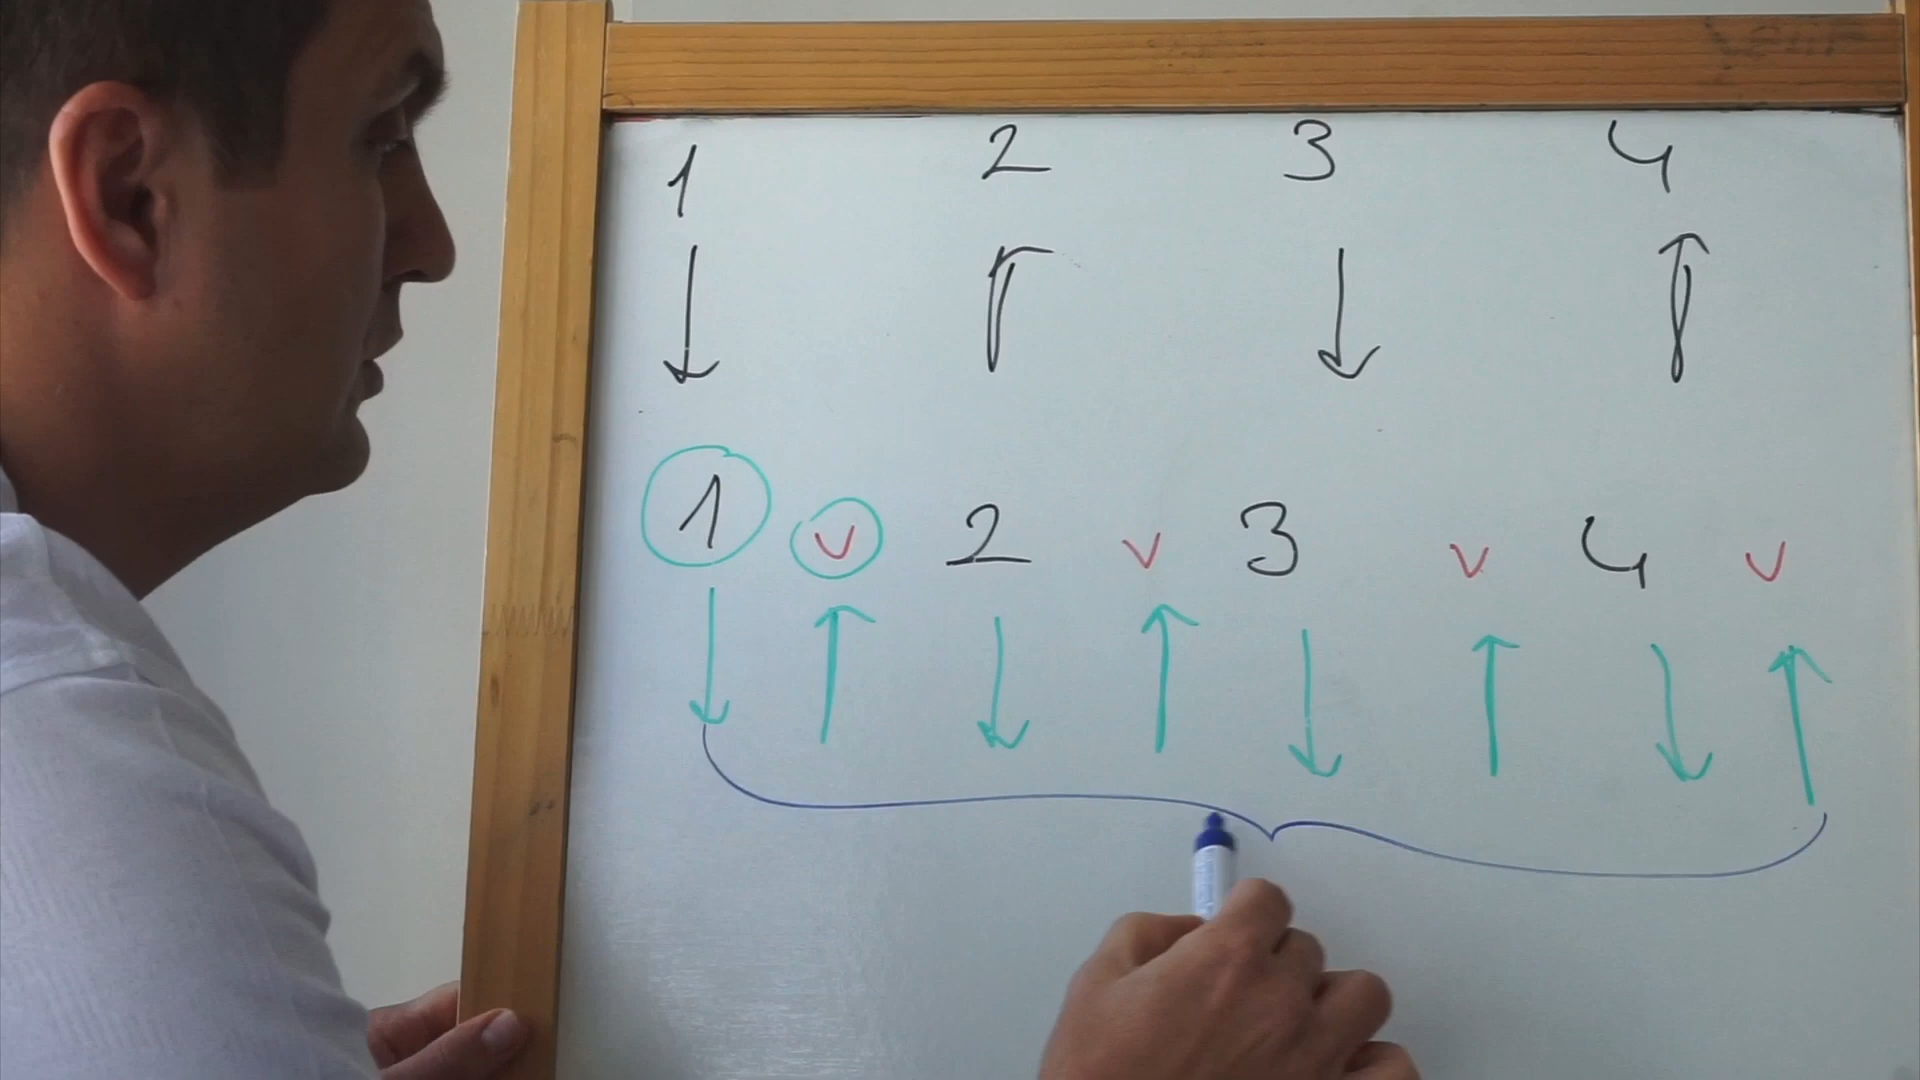 1 2 3 4
↓ ↑ ↓ ↑
1 v 2 v 3 v 4 v
↓ ↑ ↓ ↑ ↓ ↑ ↓ ↑